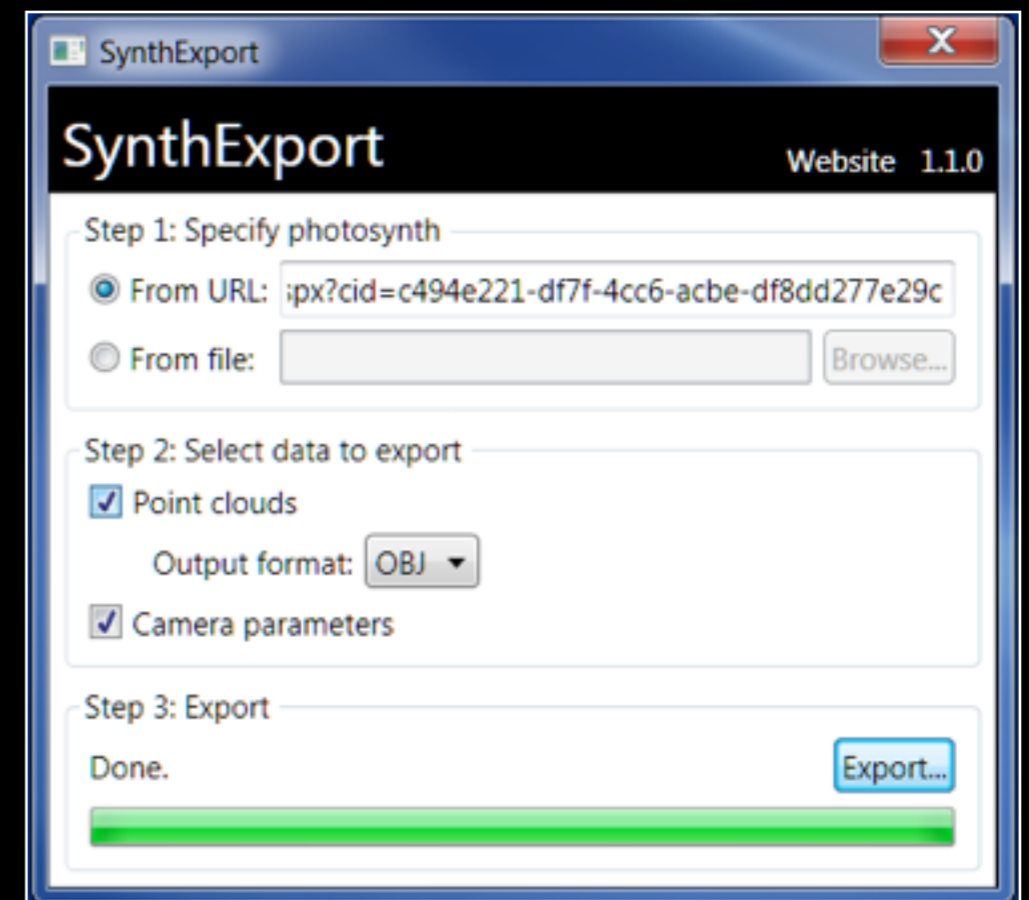 SynthExport
SynthExport
Website 1.1.0
Step 1: Specify photosynth
From URL: spx?cid=c494e221-df7f-4cc6-acbe-df8dd277e29c
From file: Browse...
Step 2: Select data to export
Point clouds
Output format: OBJ
Camera parameters
Step 3: Export
Done. Export...